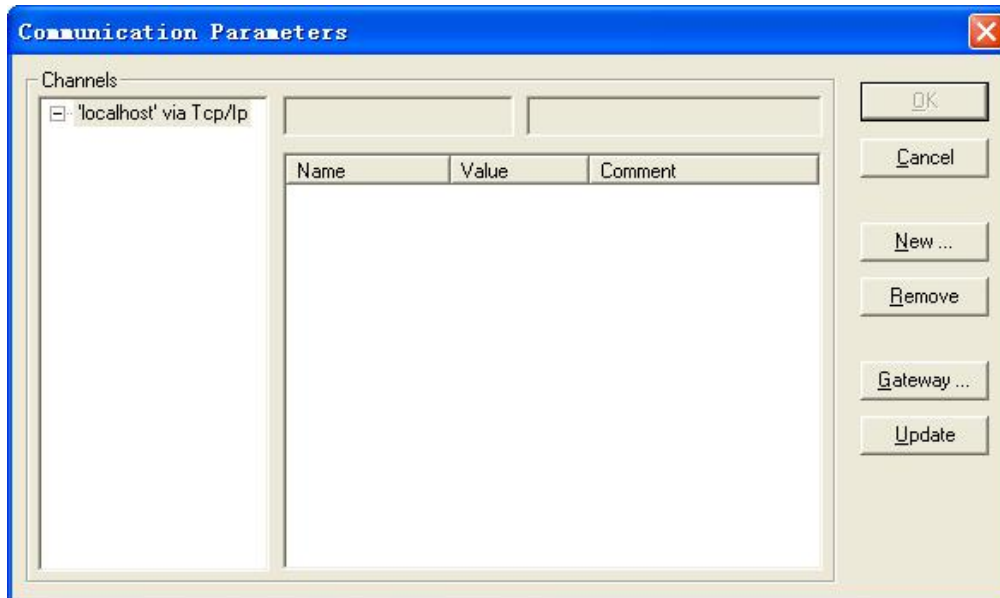 Communication Parameters
Channels
'localhost' via Tcp/Ip
Name Value Comment
OK
Cancel
New ...
Remove
Gateway ...
Update